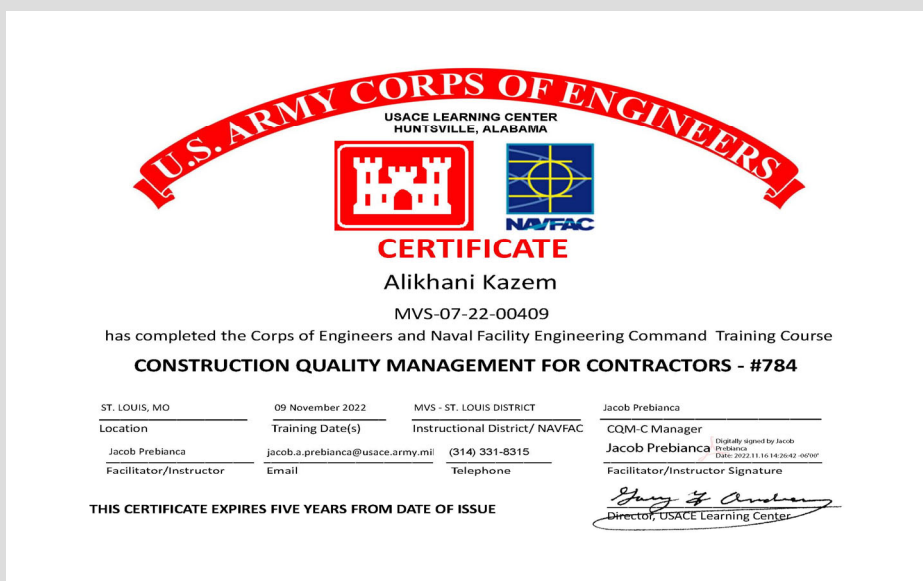 U.S. ARMY CORPS OF ENGINEERS
USACE LEARNING CENTER
HUNTSVILLE, ALABAMA
NAVFAC
CERTIFICATE
Alikhani Kazem
MVS-07-22-00409
has completed the Corps of Engineers and Naval Facility Engineering Command Training Course
CONSTRUCTION QUALITY MANAGEMENT FOR CONTRACTORS - #784
ST. LOUIS, MO 09 November 2022 MVS - ST. LOUIS DISTRICT Jacob Prebianca
Location Training Date(s) Instructional District/ NAVFAC CQM-C Manager
Jacob Prebianca jacob.a.prebianca@usace.army.mil (314) 331-8315 Jacob Prebianca
Digitally signed by Jacob
Prebianca
Date: 2022.11.16 14:26:42 -06'00'
Facilitator/Instructor Email Telephone Facilitator/Instructor Signature
THIS CERTIFICATE EXPIRES FIVE YEARS FROM DATE OF ISSUE
Director, USACE Learning Center